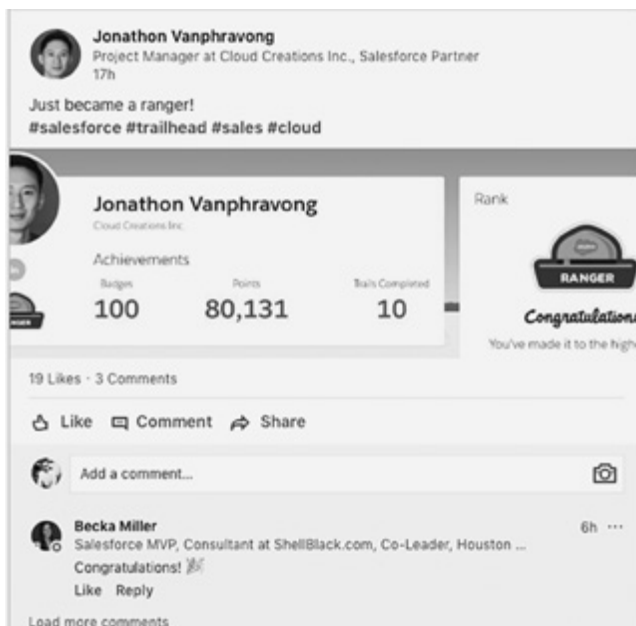 Jonathon Vanphravong
Project Manager at Cloud Creations Inc., Salesforce Partner
17h
Just became a ranger!
#salesforce #trailhead #sales #cloud
Jonathon Vanphravong
Cloud Creations Inc.
Achievements
Badges Points Trails Completed
100 80,131 10
Rank
RANGER
Congratulations
You've made it to the highe
19 Likes · 3 Comments
Like Comment Share
Add a comment...
Becka Miller 6h ...
Salesforce MVP, Consultant at ShellBlack.com, Co-Leader, Houston ...
Congratulations!
Like Reply
Load more comments